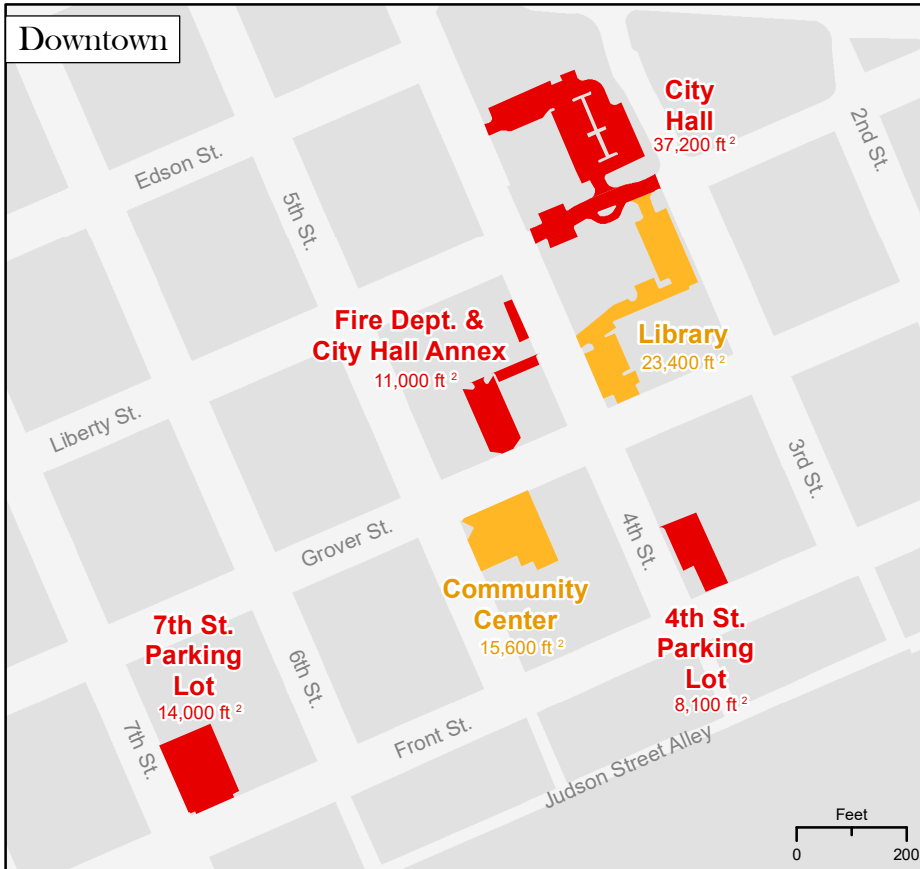 Downtown
City
Hall
37,200 ft²
2nd St.
Edson St.
5th St.
Fire Dept. &
City Hall Annex
11,000 ft²
Library
23,400 ft²
Liberty St.
3rd St.
Grover St.
4th St.
Community
Center
15,600 ft²
7th St.
Parking
Lot
14,000 ft²
6th St.
4th St.
Parking
Lot
8,100 ft²
7th St.
Front St.
Judson Street Alley
Feet
0 200